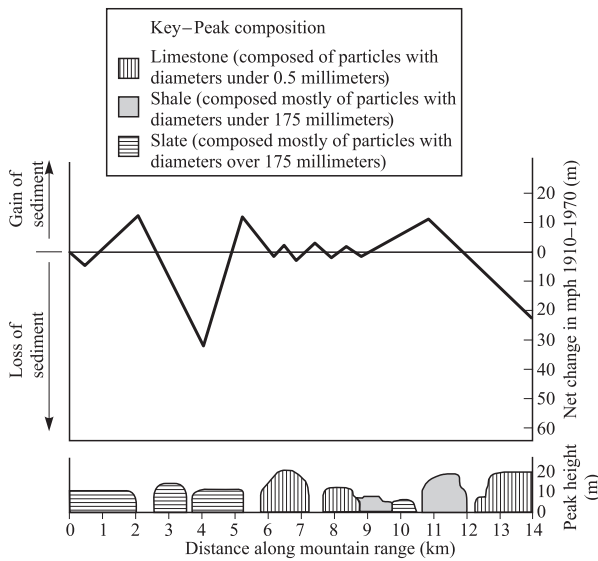 Key–Peak composition
Limestone (composed of particles with
diameters under 0.5 millimeters)
Shale (composed mostly of particles with
diameters under 175 millimeters)
Slate (composed mostly of particles with
diameters over 175 millimeters)
Gain of
sediment
Loss of
sediment
20
10
0
10
20
30
40
50
60
Net change in mph 1910–1970 (m)
20
10
0
Peak height
(m)
0 1 2 3 4 5 6 7 8 9 10 11 12 13 14
Distance along mountain range (km)